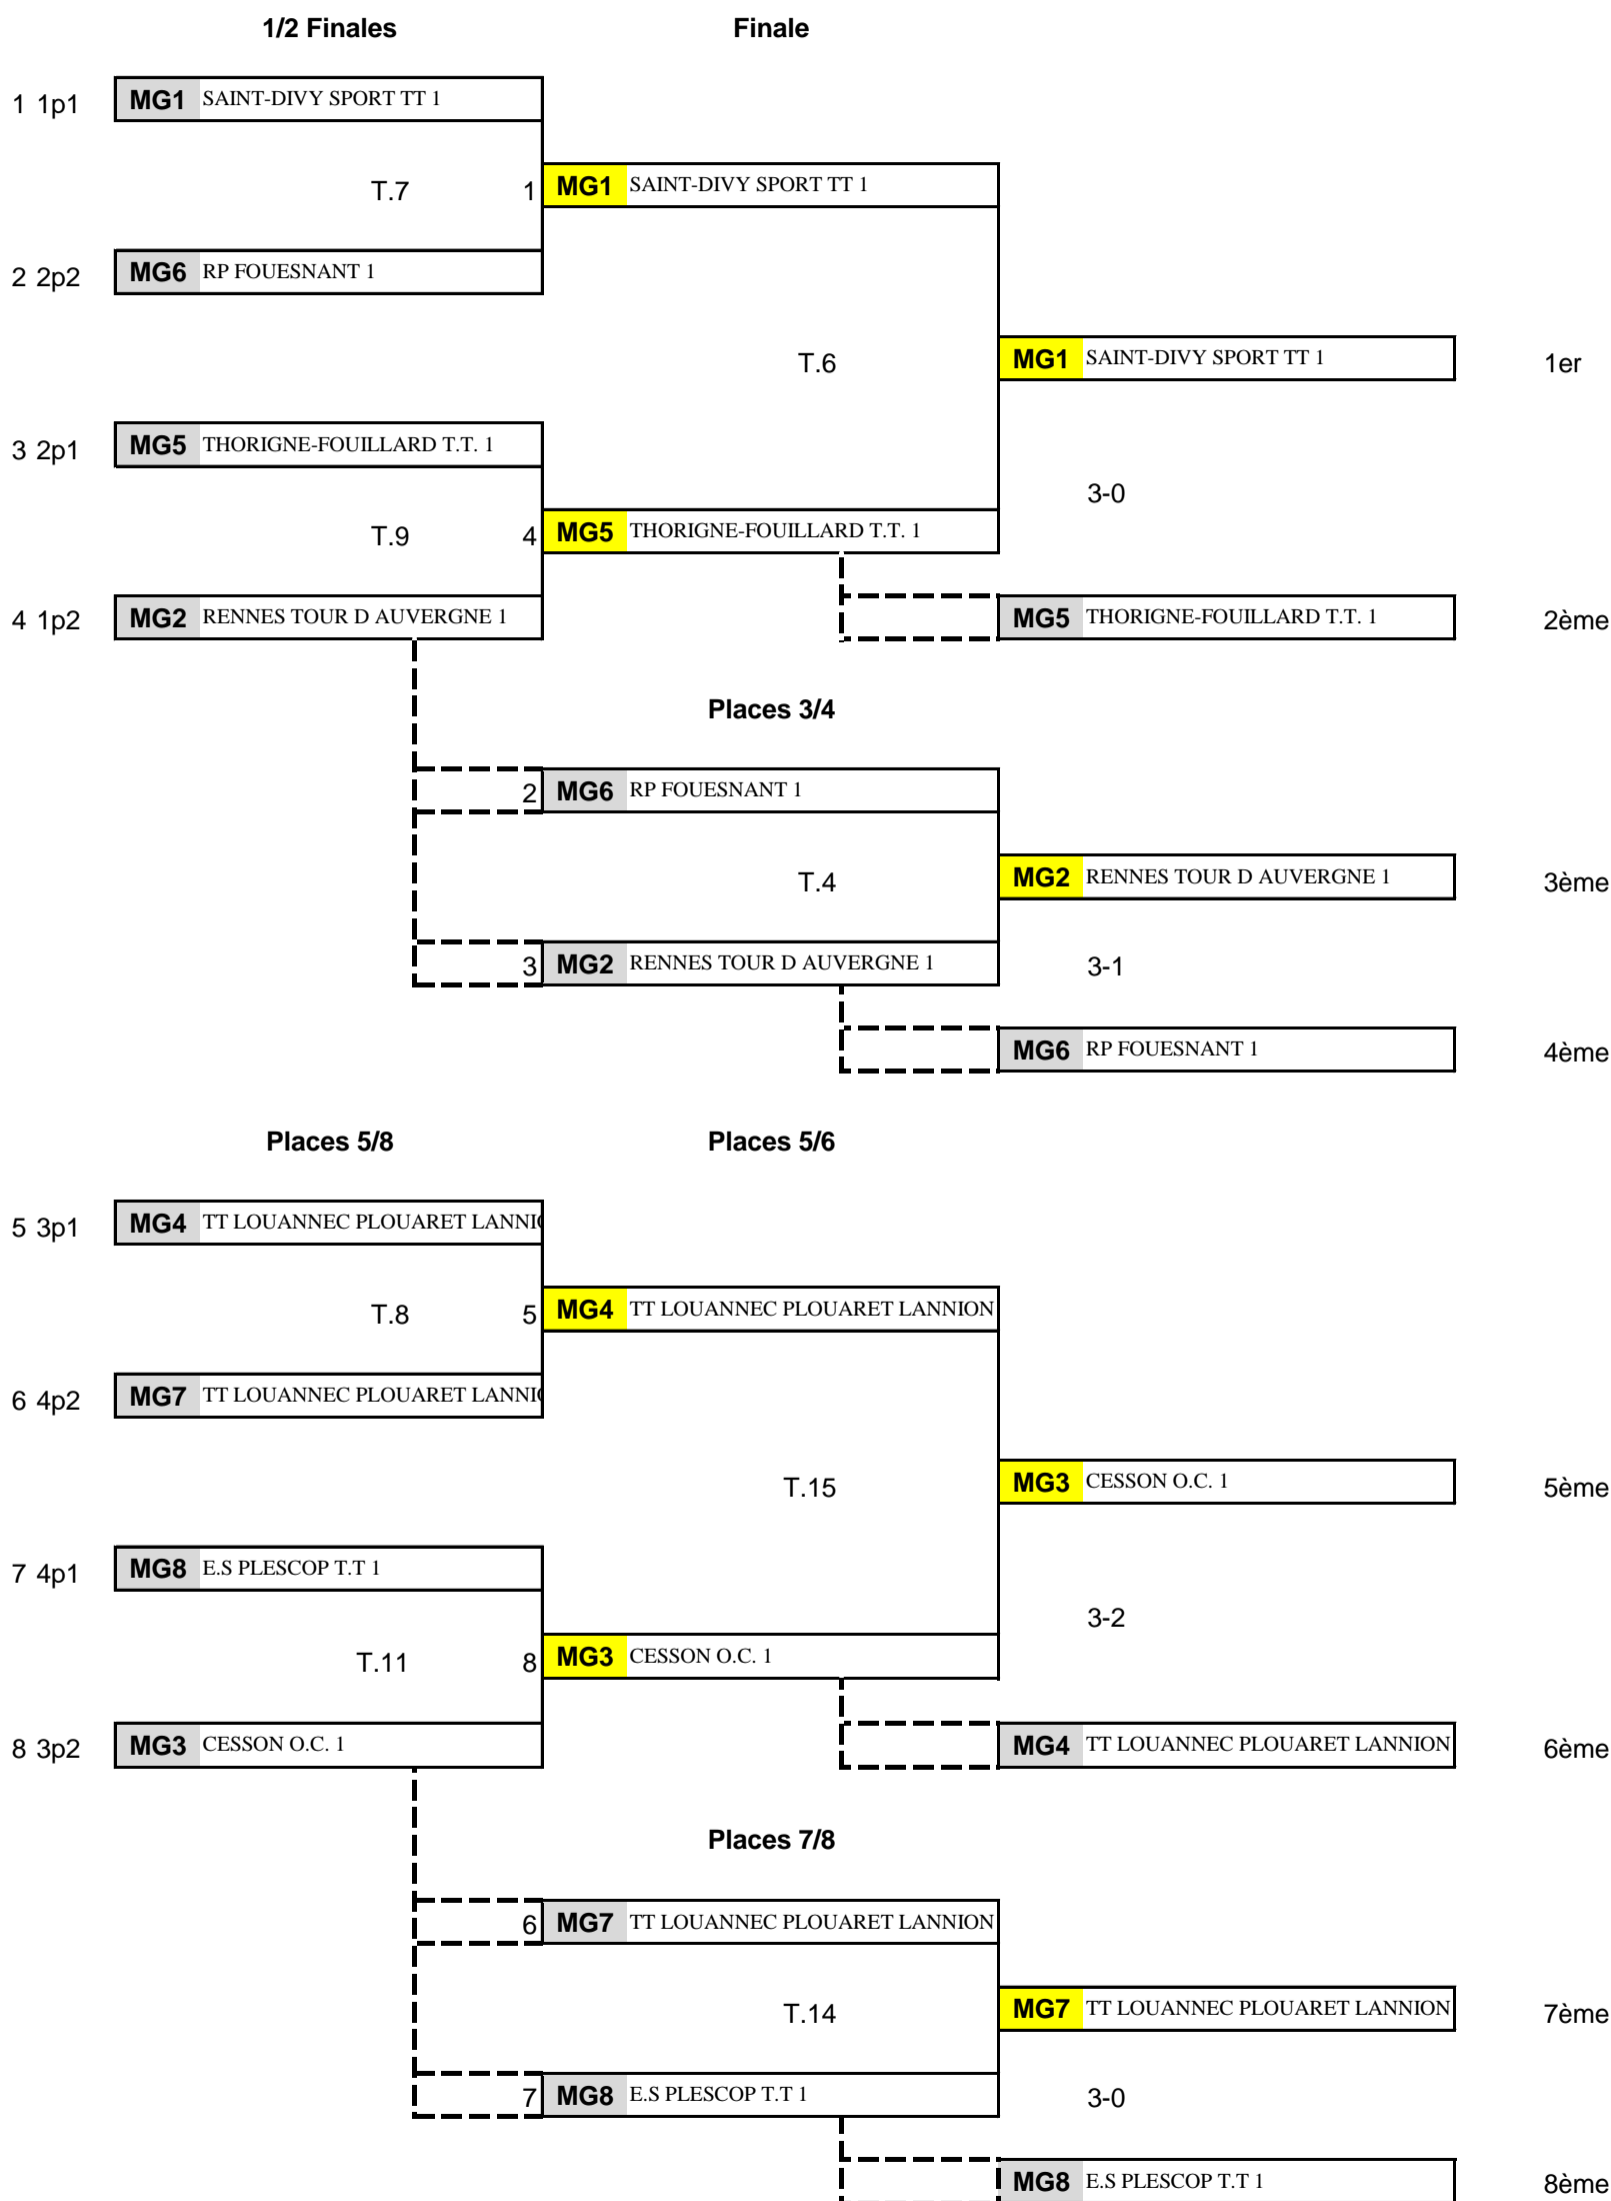 1/2 Finales Finale
1 1p1 MG1 SAINT-DIVY SPORT TT 1
T.7 1 MG1 SAINT-DIVY SPORT TT 1
2 2p2 MG6 RP FOUESNANT 1
T.6 MG1 SAINT-DIVY SPORT TT 1 1er
3 2p1 MG5 THORIGNE-FOUILLARD T.T. 1
3-0
T.9 4 MG5 THORIGNE-FOUILLARD T.T. 1
4 1p2 MG2 RENNES TOUR D AUVERGNE 1 MG5 THORIGNE-FOUILLARD T.T. 1 2ème
Places 3/4
2 MG6 RP FOUESNANT 1
T.4 MG2 RENNES TOUR D AUVERGNE 1 3ème
3 MG2 RENNES TOUR D AUVERGNE 1 3-1
MG6 RP FOUESNANT 1 4ème
Places 5/8 Places 5/6
5 3p1 MG4 TT LOUANNEC PLOUARET
T.8 5 MG4 TT LOUANNEC PLOUARET LANNION
6 4p2 MG7 TT LOUANNEC PLOUARET
T.15 MG3 CESSON O.C. 1 5ème
7 4p1 MG8 E.S PLESCOP T.T 1
3-2
T.11 8 MG3 CESSON O.C. 1
8 3p2 MG3 CESSON O.C. 1 MG4 TT LOUANNEC PLOUARET LANNION 6ème
Places 7/8
6 MG7 TT LOUANNEC PLOUARET LANNION
T.14 MG7 TT LOUANNEC PLOUARET LANNION 7ème
7 MG8 E.S PLESCOP T.T 1 3-0
MG8 E.S PLESCOP T.T 1 8ème